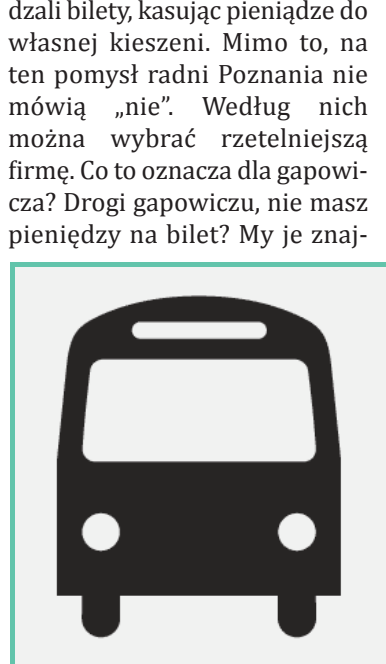 dzali bilety, kasując pieniądze do
własnej kieszeni. Mimo to, na
ten pomysł radni Poznania nie
mówią „nie”. Według nich
można wybrać rzetelniejszą
firmę. Co to oznacza dla gapowi-
cza? Drogi gapowiczu, nie masz
pieniędzy na bilet? My je znaj-